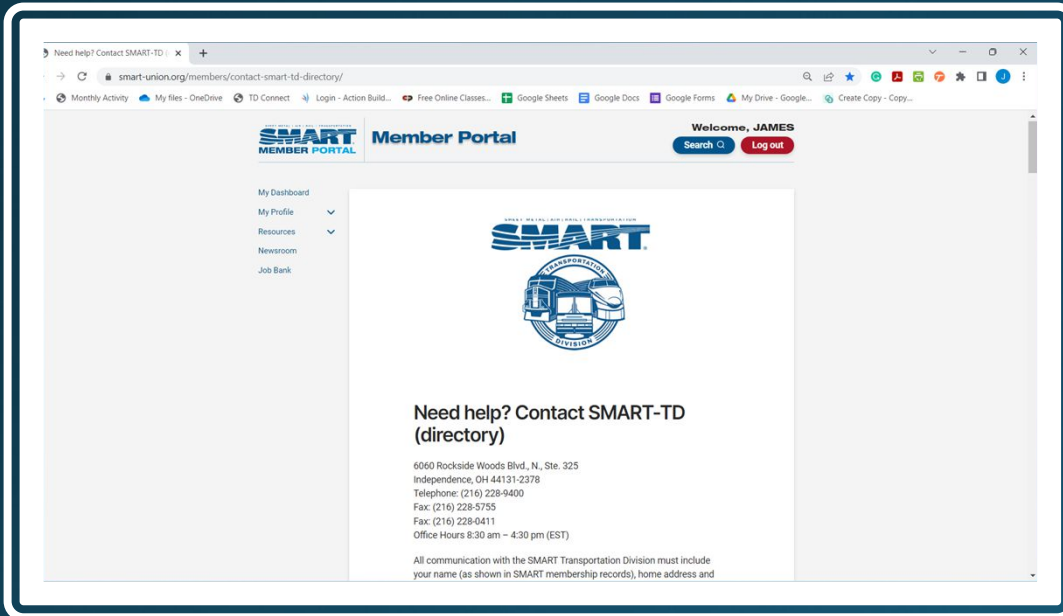 Need help? Contact SMART-TD (
smart-union.org/members/contact-smart-td-directory/
Monthly Activity My files - OneDrive TD Connect Login - Action Build... Free Online Classes... Google Sheets Google Docs Google Forms My Drive - Google... Create Copy - Copy...
SMART
MEMBER PORTAL
Member Portal
Welcome, JAMES
Search
Log out
My Dashboard
My Profile
Resources
Newsroom
Job Bank
SHEET METAL | AIR | RAIL | TRANSPORTATION
SMART
TRANSPORTATION
DIVISION
Need help? Contact SMART-TD
(directory)
6060 Rockside Woods Blvd., N., Ste. 325
Independence, OH 44131-2378
Telephone: (216) 228-9400
Fax: (216) 228-5755
Fax: (216) 228-0411
Office Hours 8:30 am – 4:30 pm (EST)
All communication with the SMART Transportation Division must include
your name (as shown in SMART membership records), home address and